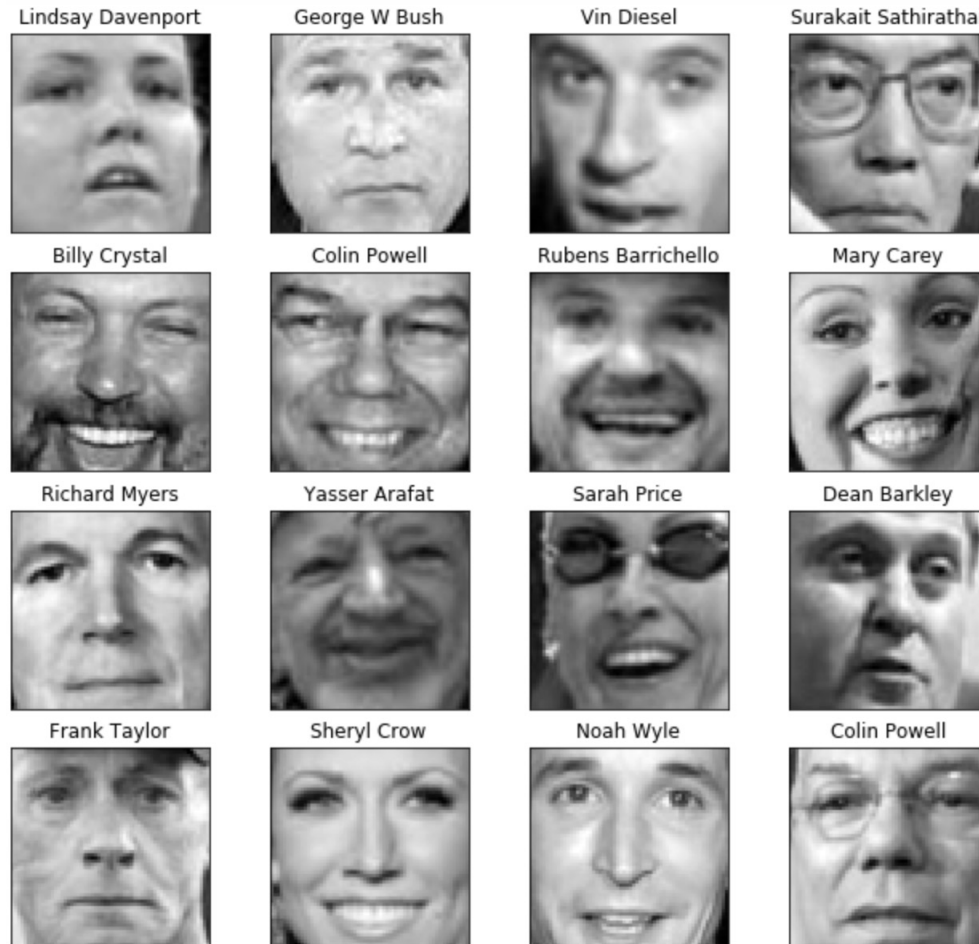 Lindsay Davenport
George W Bush
Vin Diesel
Surakait Sathiratha
Billy Crystal
Colin Powell
Rubens Barrichello
Mary Carey
Richard Myers
Yasser Arafat
Sarah Price
Dean Barkley
Frank Taylor
Sheryl Crow
Noah Wyle
Colin Powell